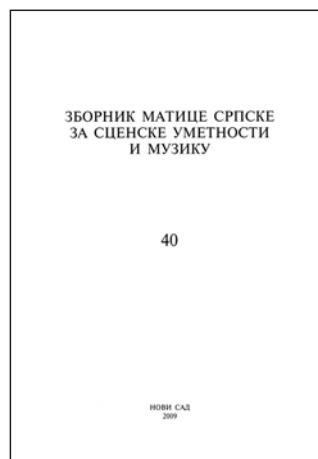 ЗБОРНИК МАТИЦЕ СРПСКЕ
ЗА СЦЕНСКЕ УМЕТНОСТИ
И МУЗИКУ
40
НОВИ САД
2009